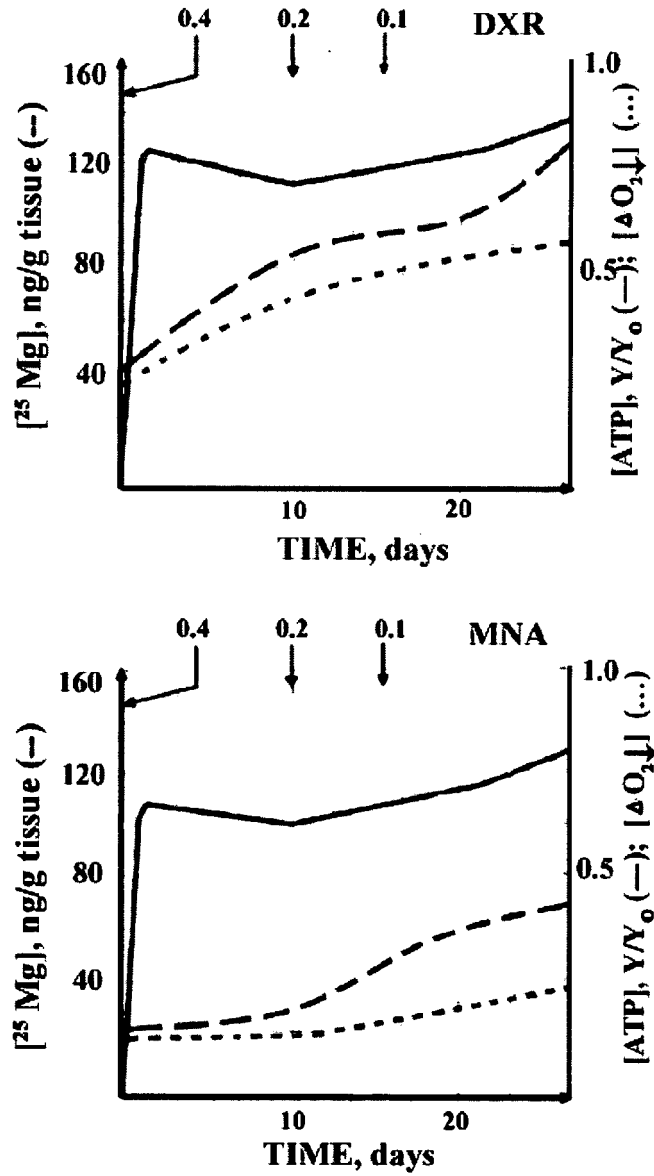 0.4 0.2 0.1 DXR
160
120
80
40
[²⁵ Mg], ng/g tissue (--)
1.0
0.5
[ATP], Y/Y₀ (—); [ΔO₂↓] (...)
10 20
TIME, days
0.4 0.2 0.1 MNA
160
120
80
40
[²⁵ Mg], ng/g tissue (--)
1.0
0.5
[ATP], Y/Y₀ (—); [ΔO₂↓] (...)
10 20
TIME, days